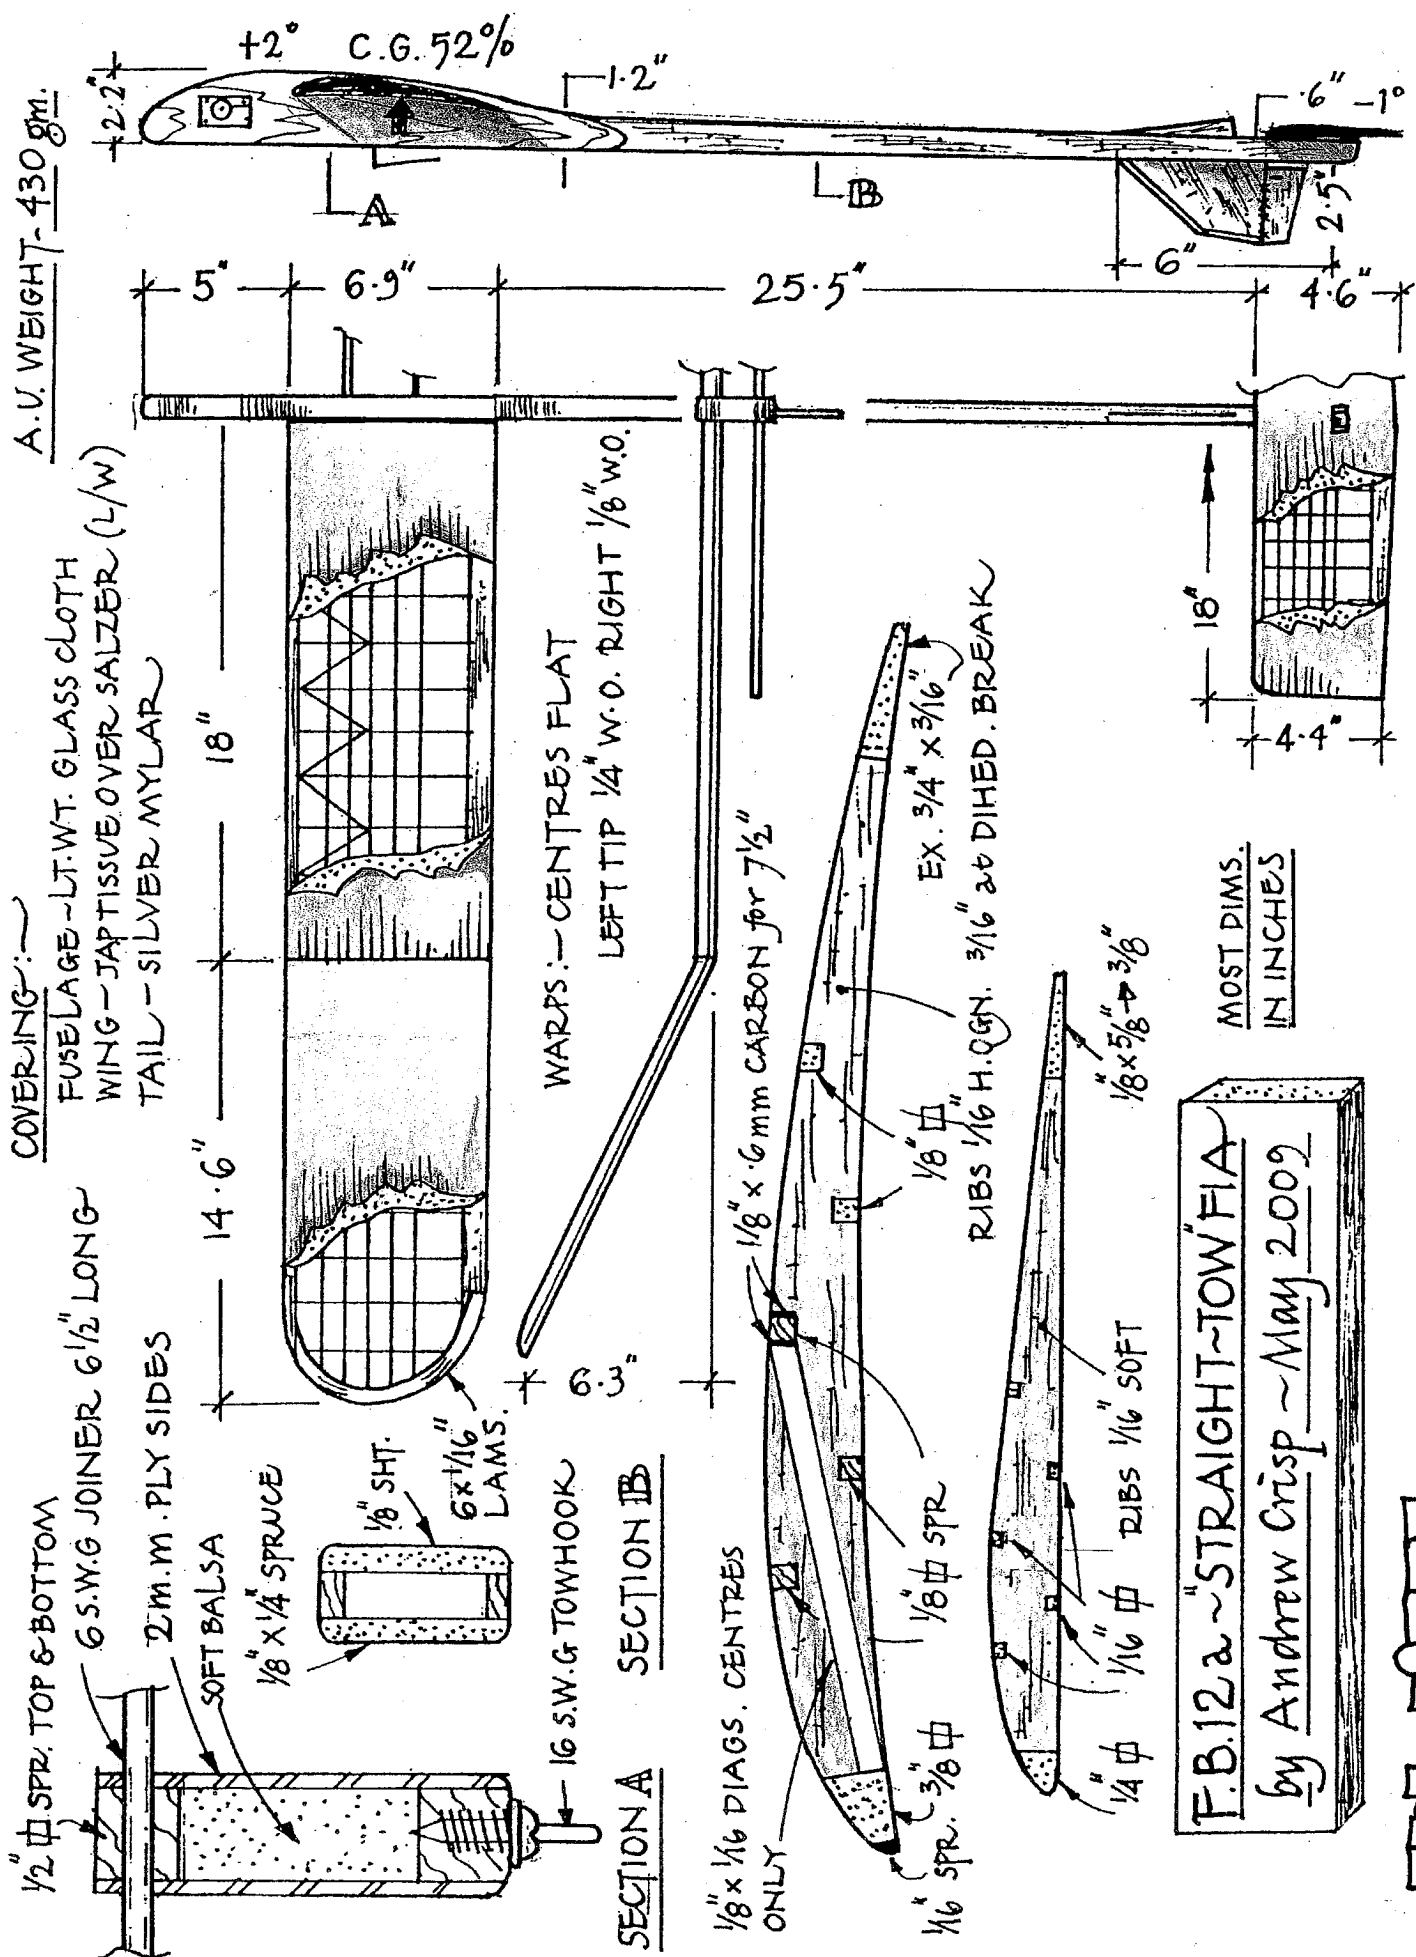 A.U. WEIGHT - 430 gm.
2.2"
+2°
C.G. 52%
1.2"
.6"
-1°
A
B
2.5"
6"
5"
6.9"
25.5"
4.6"
COVERING:~
FUSELAGE ~ LT. WT. GLASS CLOTH
WING ~ JAPTISSUE OVER SALZER (L/W)
TAIL ~ SILVER MYLAR
14.6"
18"
18"
4.4"
WARPS:— CENTRES FLAT
LEFT TIP 1/4" W.O. RIGHT 1/8" W.O.
6.3"
6 x 1/16"
LAMS.
1/2" SPR. TOP & BOTTOM
6 S.W.G JOINER 6 1/2" LONG
2 m.m. PLY SIDES
SOFT BALSA
1/8" X 1/4" SPRUCE
1/8" SHT.
16 S.W.G TOWHOOK
SECTION A
SECTION B
1/8" x 1/16 DIAGS. CENTRES
ONLY
1/8" x .6mm CARBON for 7 1/2"
EX. 3/4" x 3/16"
1/8"
RIBS 1/16" H.O.GN. 3/16" at DIHED. BREAK
1/8" SPR
1/16" SPR.
3/8"
1/4"
1/16"
RIBS 1/16" SOFT
1/8" x 5/8" 3/8
MOST DIMS.
IN INCHES
F.B.12a ~ "STRAIGHT~TOW" F1A
by Andrew Crisp ~ May 2009